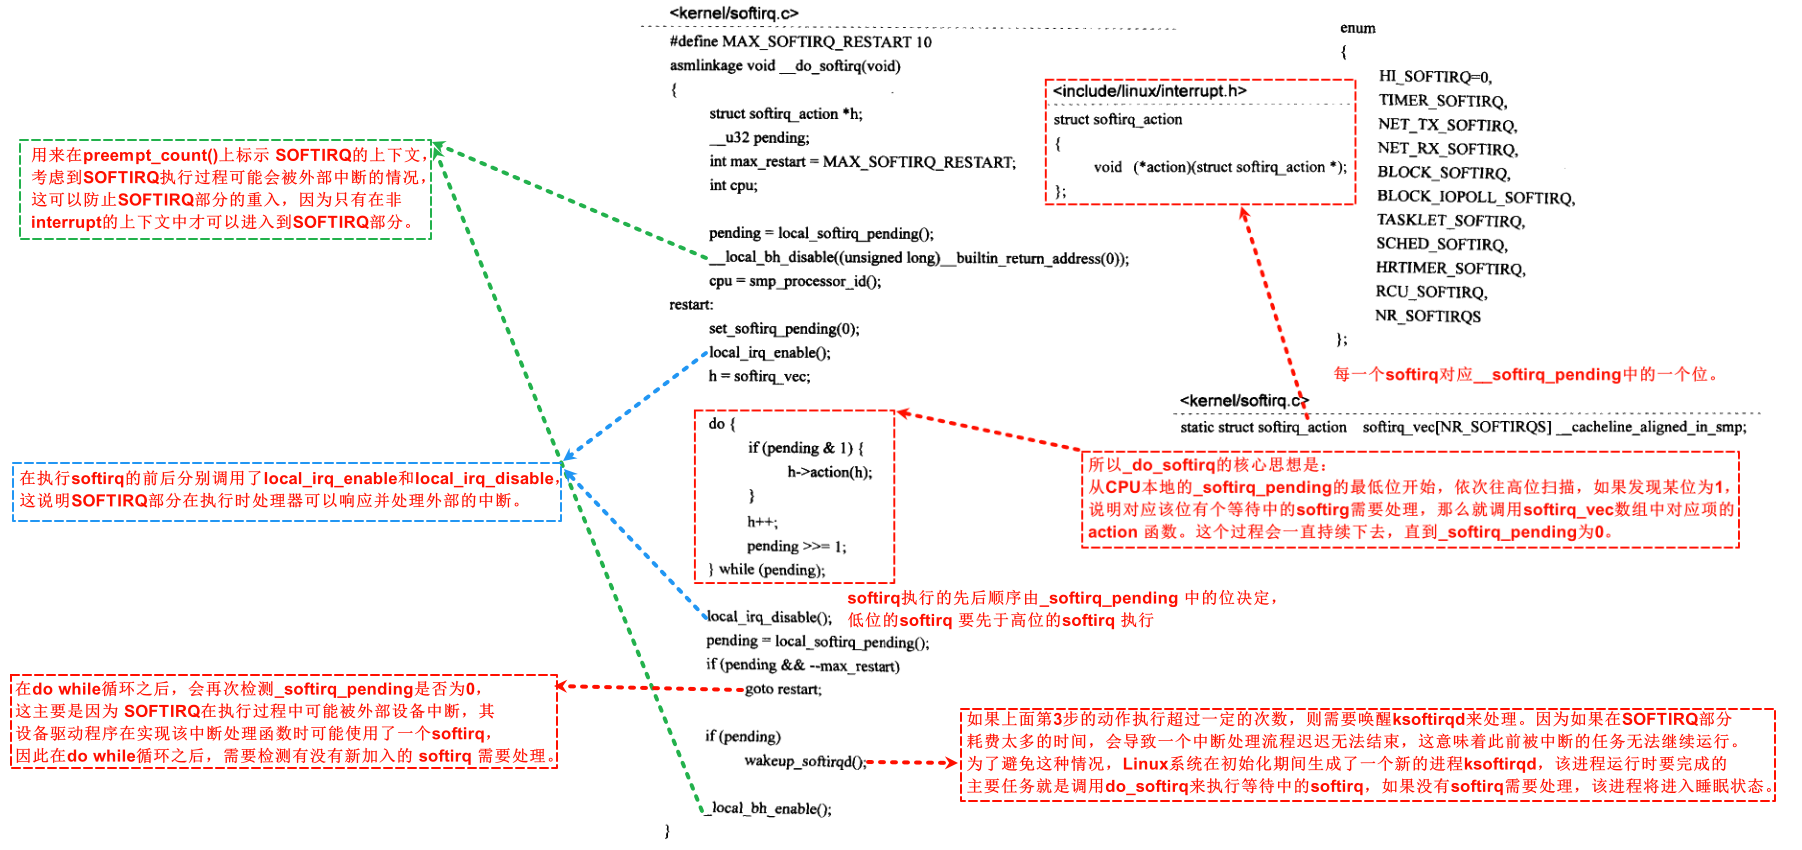 <kernel/softirq.c>
#define MAX_SOFTIRQ_RESTART 10
asmlinkage void __do_softirq(void)
{
struct softirq_action *h;
__u32 pending;
int max_restart = MAX_SOFTIRQ_RESTART;
int cpu;
pending = local_softirq_pending();
__local_bh_disable((unsigned long)__builtin_return_address(0));
cpu = smp_processor_id();
restart:
set_softirq_pending(0);
local_irq_enable();
h = softirq_vec;
do {
if (pending & 1) {
h->action(h);
}
h++;
pending >>= 1;
} while (pending);
local_irq_disable();
pending = local_softirq_pending();
if (pending && --max_restart)
goto restart;
if (pending)
wakeup_softirqd();
_local_bh_enable();
}
用来在preempt_count()上标示 SOFTIRQ的上下文，
考虑到SOFTIRQ执行过程可能会被外部中断的情况，
这可以防止SOFTIRQ部分的重入，因为只有在非
interrupt的上下文中才可以进入到SOFTIRQ部分。
在执行softirq的前后分别调用了local_irq_enable和local_irq_disable，
这说明SOFTIRQ部分在执行时处理器可以响应并处理外部的中断。
在do while循环之后，会再次检测_softirq_pending是否为0，
这主要是因为 SOFTIRQ在执行过程中可能被外部设备中断，其
设备驱动程序在实现该中断处理函数时可能使用了一个softirq，
因此在do while循环之后，需要检测有没有新加入的 softirq 需要处理。
<include/linux/interrupt.h>
struct softirq_action
{
void (*action)(struct softirq_action *);
};
enum
{
HI_SOFTIRQ=0,
TIMER_SOFTIRQ,
NET_TX_SOFTIRQ,
NET_RX_SOFTIRQ,
BLOCK_SOFTIRQ,
BLOCK_IOPOLL_SOFTIRQ,
TASKLET_SOFTIRQ,
SCHED_SOFTIRQ,
HRTIMER_SOFTIRQ,
RCU_SOFTIRQ,
NR_SOFTIRQS
};
每一个softirq对应__softirq_pending中的一个位。
<kernel/softirq.c>
static struct softirq_action softirq_vec[NR_SOFTIRQS] __cacheline_aligned_in_smp;
所以_do_softirq的核心思想是：
从CPU本地的_softirq_pending的最低位开始，依次往高位扫描，如果发现某位为1，
说明对应该位有个等待中的softirg需要处理，那么就调用softirq_vec数组中对应项的
action 函数。这个过程会一直持续下去，直到_softirq_pending为0。
softirq执行的先后顺序由_softirq_pending 中的位决定，
低位的softirq 要先于高位的softirq 执行
如果上面第3步的动作执行超过一定的次数，则需要唤醒ksoftirqd来处理。因为如果在SOFTIRQ部分
耗费太多的时间，会导致一个中断处理流程迟迟无法结束，这意味着此前被中断的任务无法继续运行。
为了避免这种情况，Linux系统在初始化期间生成了一个新的进程ksoftirqd，该进程运行时要完成的
主要任务就是调用do_softirq来执行等待中的softirq，如果没有softirq需要处理，该进程将进入睡眠状态。